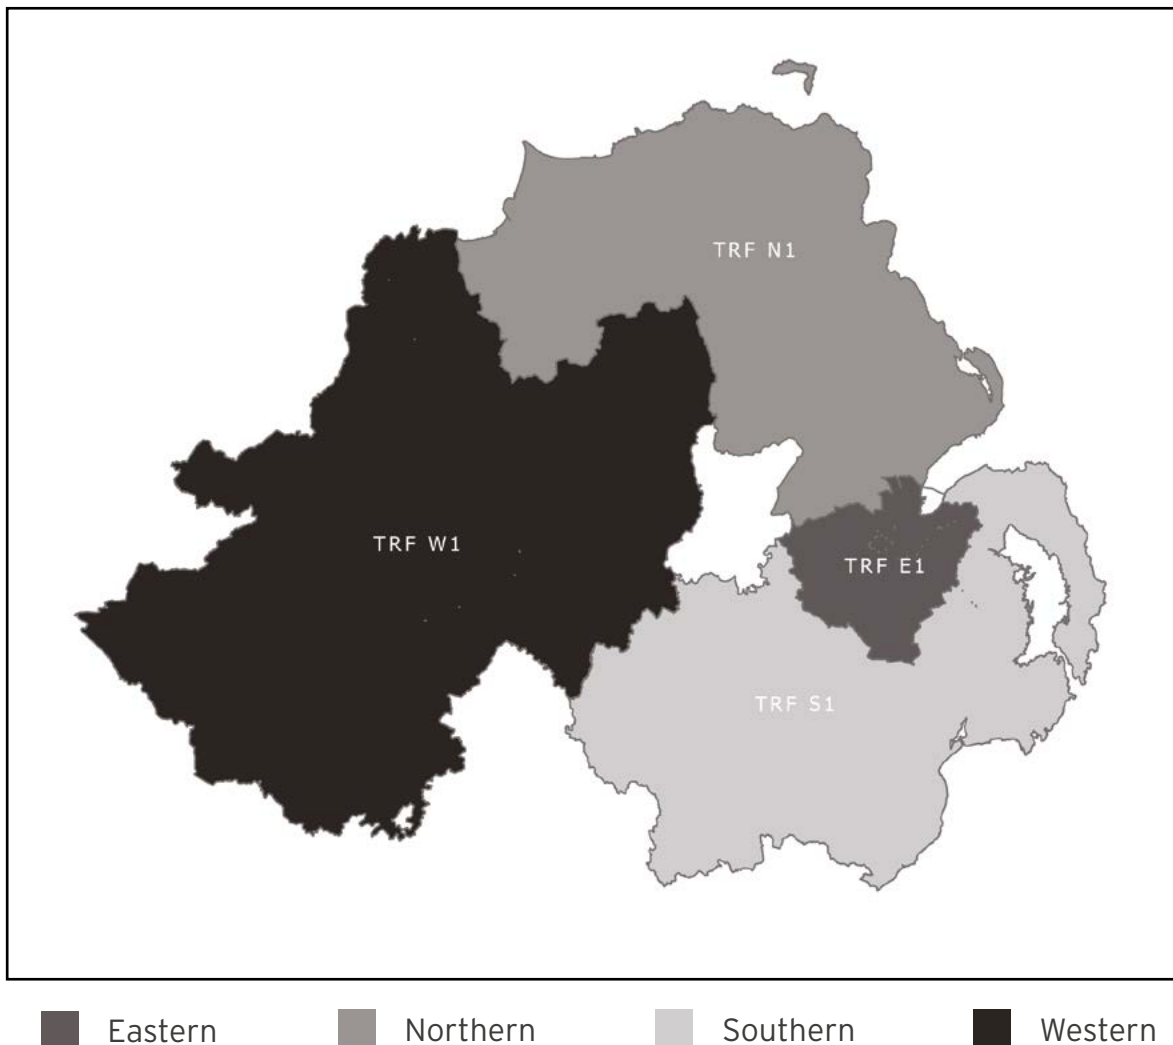 TRF N1
TRF W1
TRF E1
TRF S1
Eastern Northern Southern Western